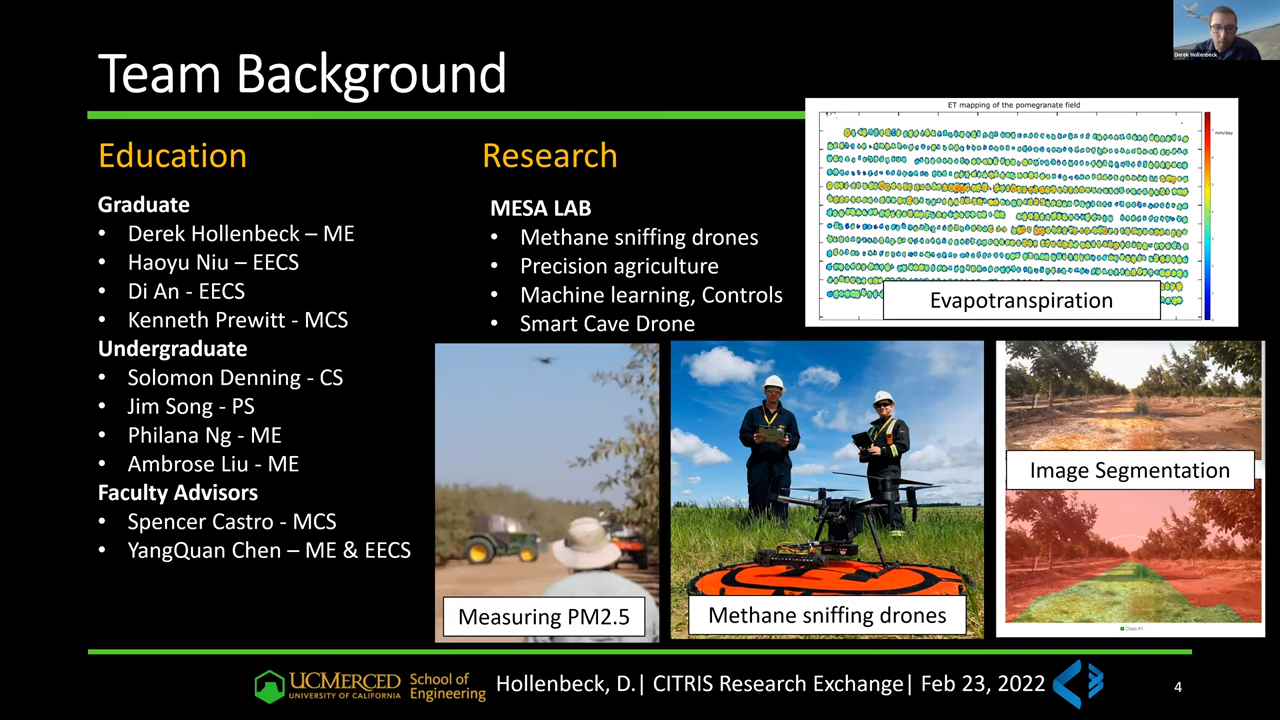 Team Background
Derek Hollenbeck
Education
Graduate
• Derek Hollenbeck – ME
• Haoyu Niu – EECS
• Di An - EECS
• Kenneth Prewitt - MCS
Undergraduate
• Solomon Denning - CS
• Jim Song - PS
• Philana Ng - ME
• Ambrose Liu - ME
Faculty Advisors
• Spencer Castro - MCS
• YangQuan Chen – ME & EECS
Research
MESA LAB
• Methane sniffing drones
• Precision agriculture
• Machine learning, Controls
• Smart Cave Drone
ET mapping of the pomegranate field
mm/day
Evapotranspiration
Measuring PM2.5
Methane sniffing drones
Image Segmentation
Class #1
UCMERCED
UNIVERSITY OF CALIFORNIA
School of
Engineering
Hollenbeck, D.| CITRIS Research Exchange| Feb 23, 2022
4